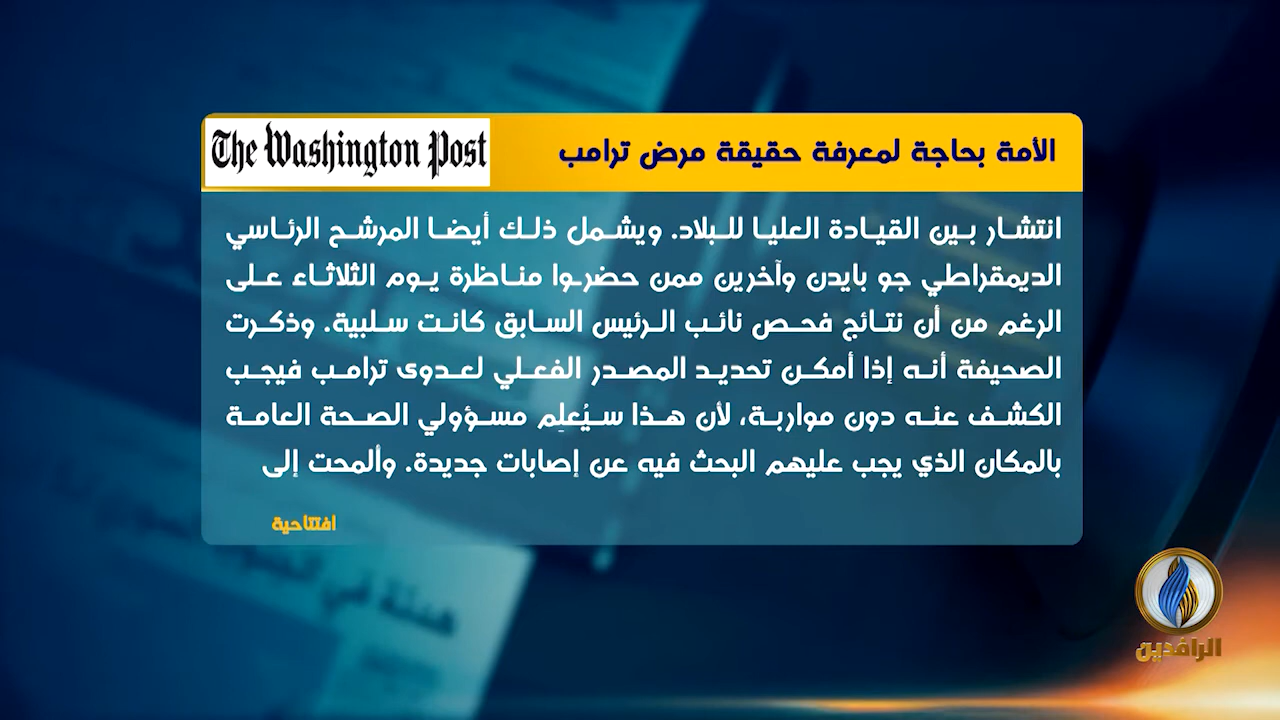 الأمة بحاجة لمعرفة حقيقة مرض ترامب
The Washington Post
انتشار بين القيادة العليا للبلاد. ويشمل ذلك أيضا المرشح الرئاسي
الديمقراطي جو بايدن وآخرين ممن حضروا مناظرة يوم الثلاثاء على
الرغم من أن نتائج فحص نائب الرئيس السابق كانت سلبية. وذكرت
الصحيفة أنه إذا أمكن تحديد المصدر الفعلي لعدوى ترامب فيجب
الكشف عنه دون مواربة، لأن هذا سيُعلِم مسؤولي الصحة العامة
بالمكان الذي يجب عليهم البحث فيه عن إصابات جديدة. وألمحت إلى
افتتاحية
هيئة في
الرافدين